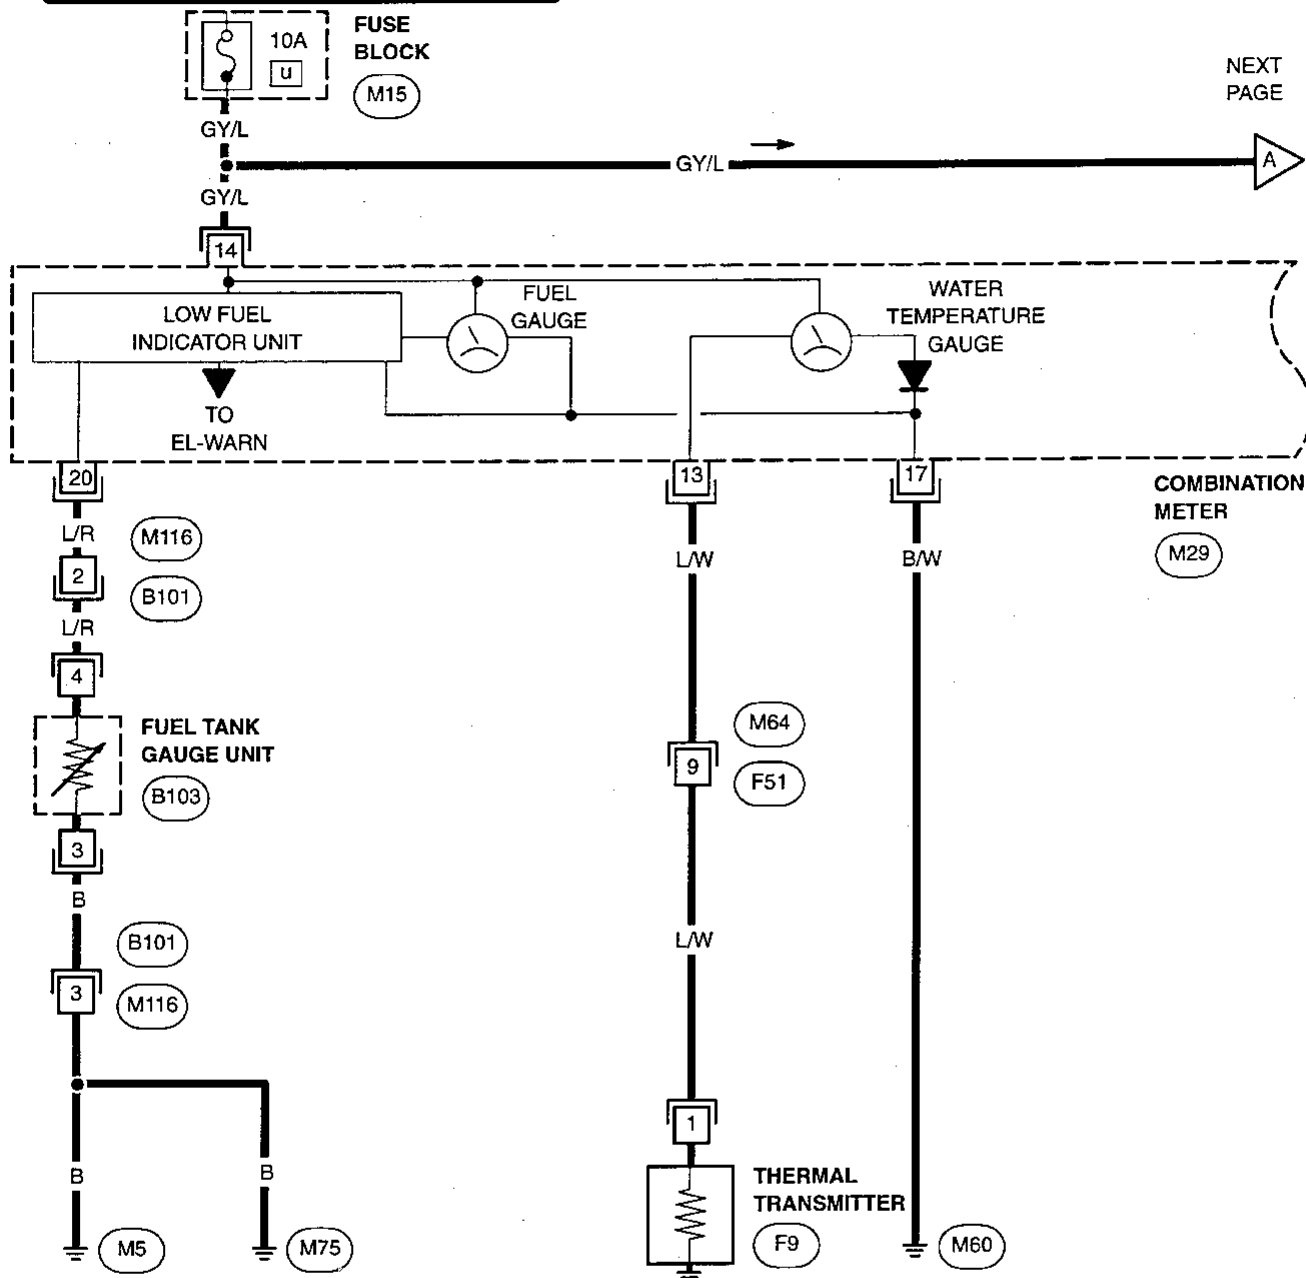 FUSE
BLOCK
10A
u
M15
NEXT
PAGE
GY/L
GY/L
A
GY/L
14
LOW FUEL
INDICATOR UNIT
FUEL
GAUGE
WATER
TEMPERATURE
GAUGE
TO
EL-WARN
20
13
17
COMBINATION
METER
M29
L/R
M116
2
B101
L/R
4
L/W
B/W
FUEL TANK
GAUGE UNIT
B103
M64
9
F51
3
B
B101
3
M116
L/W
1
B
B
THERMAL
TRANSMITTER
F9
M5
M75
M60